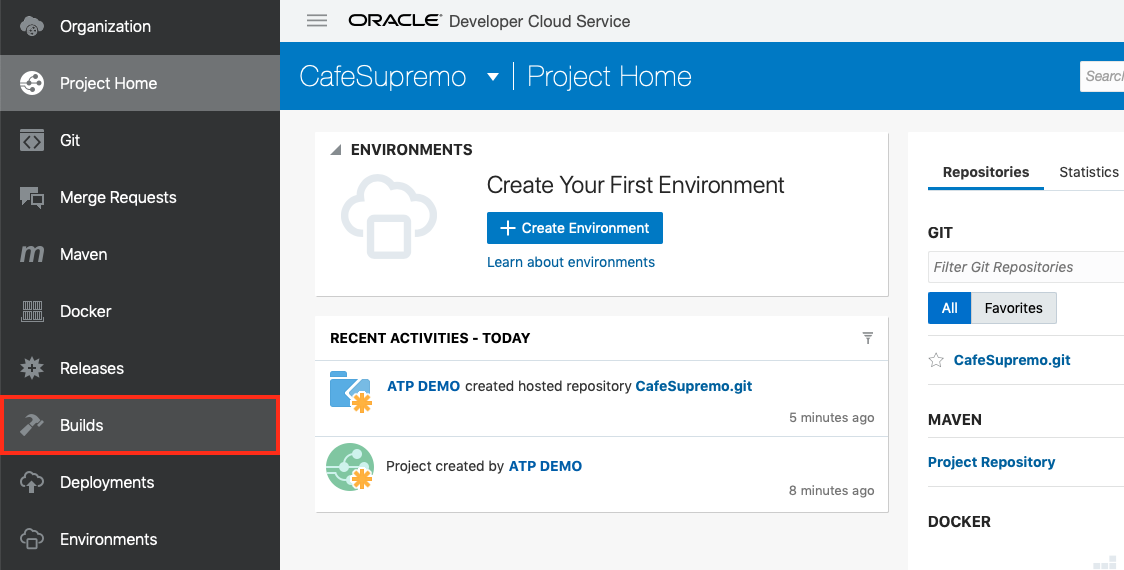 Organization
Project Home
Git
Merge Requests
Maven
Docker
Releases
Builds
Deployments
Environments
ORACLE Developer Cloud Service
CafeSupremo Project Home
Search
ENVIRONMENTS
Create Your First Environment
Create Environment
Learn about environments
RECENT ACTIVITIES - TODAY
ATP DEMO created hosted repository CafeSupremo.git
5 minutes ago
Project created by ATP DEMO
8 minutes ago
Repositories Statistics
GIT
Filter Git Repositories
All Favorites
CafeSupremo.git
MAVEN
Project Repository
DOCKER